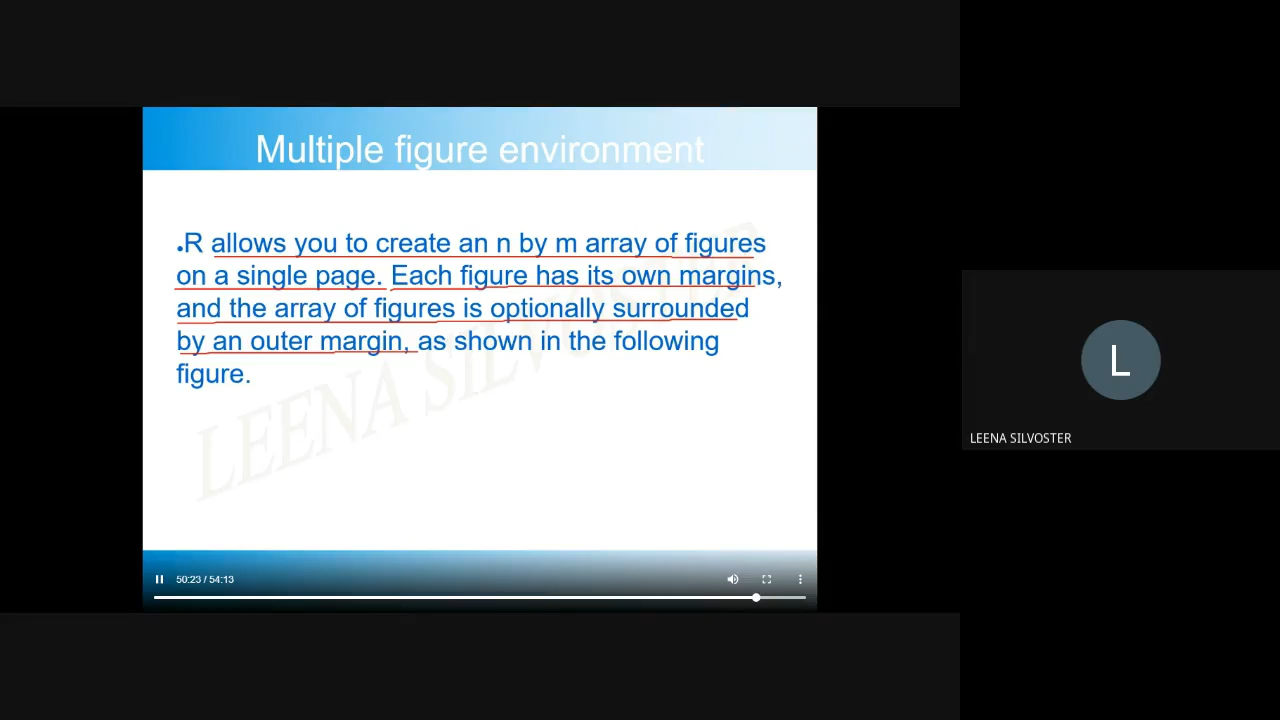 Multiple figure environment
•R allows you to create an n by m array of figures
on a single page. Each figure has its own margins,
and the array of figures is optionally surrounded
by an outer margin, as shown in the following
figure.
LEENA SILVOSTER
50:23 / 54:13
L
LEENA SILVOSTER